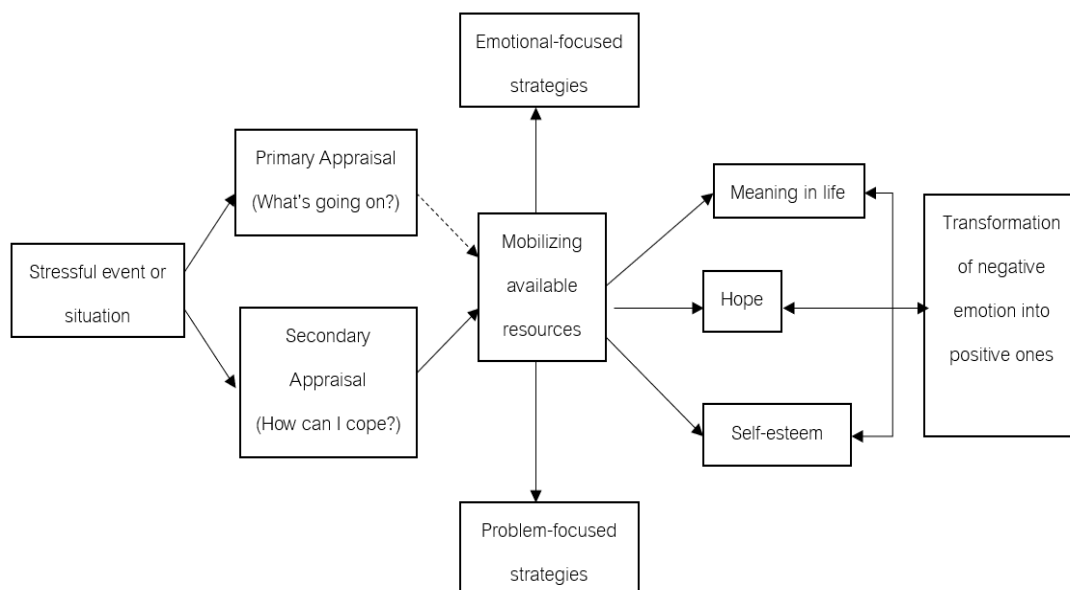 Emotional-focused
strategies
Primary Appraisal
(What's going on?)
Stressful event or
situation
Secondary
Appraisal
(How can I cope?)
Mobilizing
available
resources
Meaning in life
Hope
Self-esteem
Transformation
of negative
emotion into
positive ones
Problem-focused
strategies